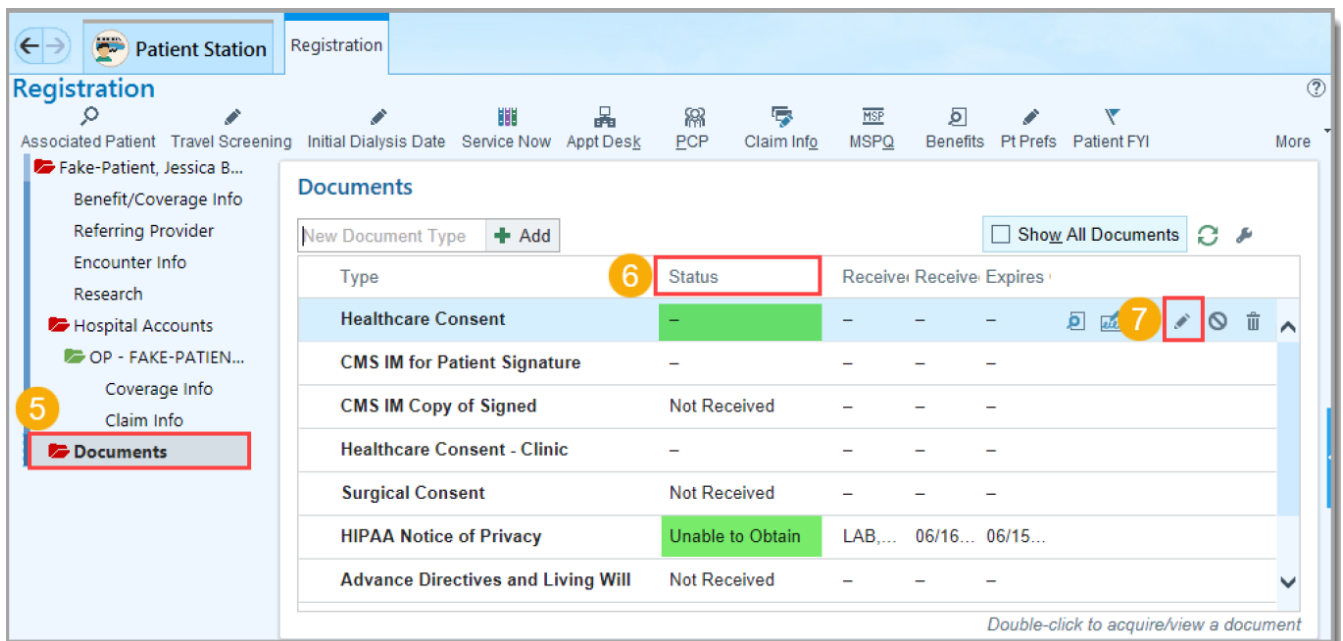 Patient Station
Registration
Registration
Associated Patient Travel Screening Initial Dialysis Date Service Now Appt Desk PCP Claim Info MSP MSPQ Benefits Pt Prefs Patient FYI More
Fake-Patient, Jessica B...
Benefit/Coverage Info
Referring Provider
Encounter Info
Research
Hospital Accounts
OP - FAKE-PATIEN...
Coverage Info
5
Claim Info
Documents
Documents
New Document Type Add Show All Documents
Type 6 Status Receive Receive Expires
Healthcare Consent – – – – 7
CMS IM for Patient Signature – – – –
CMS IM Copy of Signed Not Received – – –
Healthcare Consent - Clinic – – – –
Surgical Consent Not Received – – –
HIPAA Notice of Privacy Unable to Obtain LAB,... 06/16... 06/15...
Advance Directives and Living Will Not Received – – –
Double-click to acquire/view a document